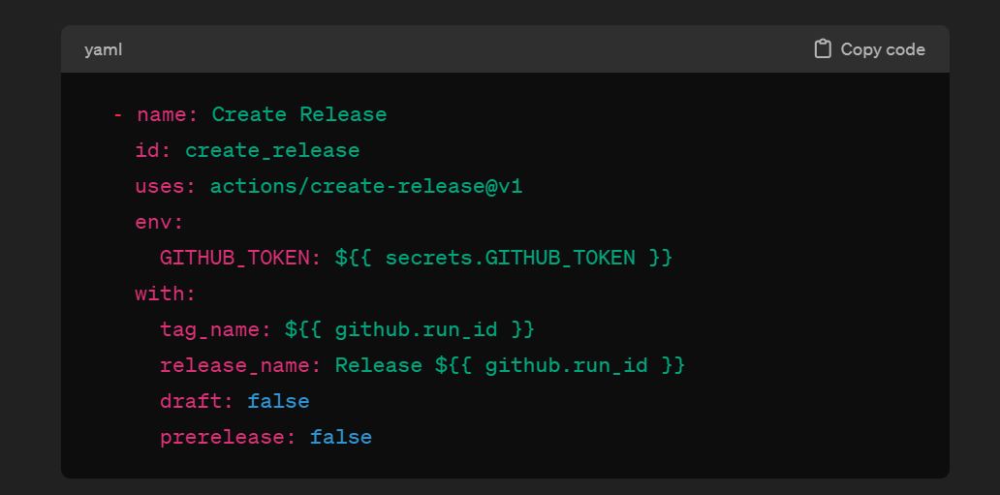 yaml
Copy code
- name: Create Release
id: create_release
uses: actions/create-release@v1
env:
GITHUB_TOKEN: ${{ secrets.GITHUB_TOKEN }}
with:
tag_name: ${{ github.run_id }}
release_name: Release ${{ github.run_id }}
draft: false
prerelease: false